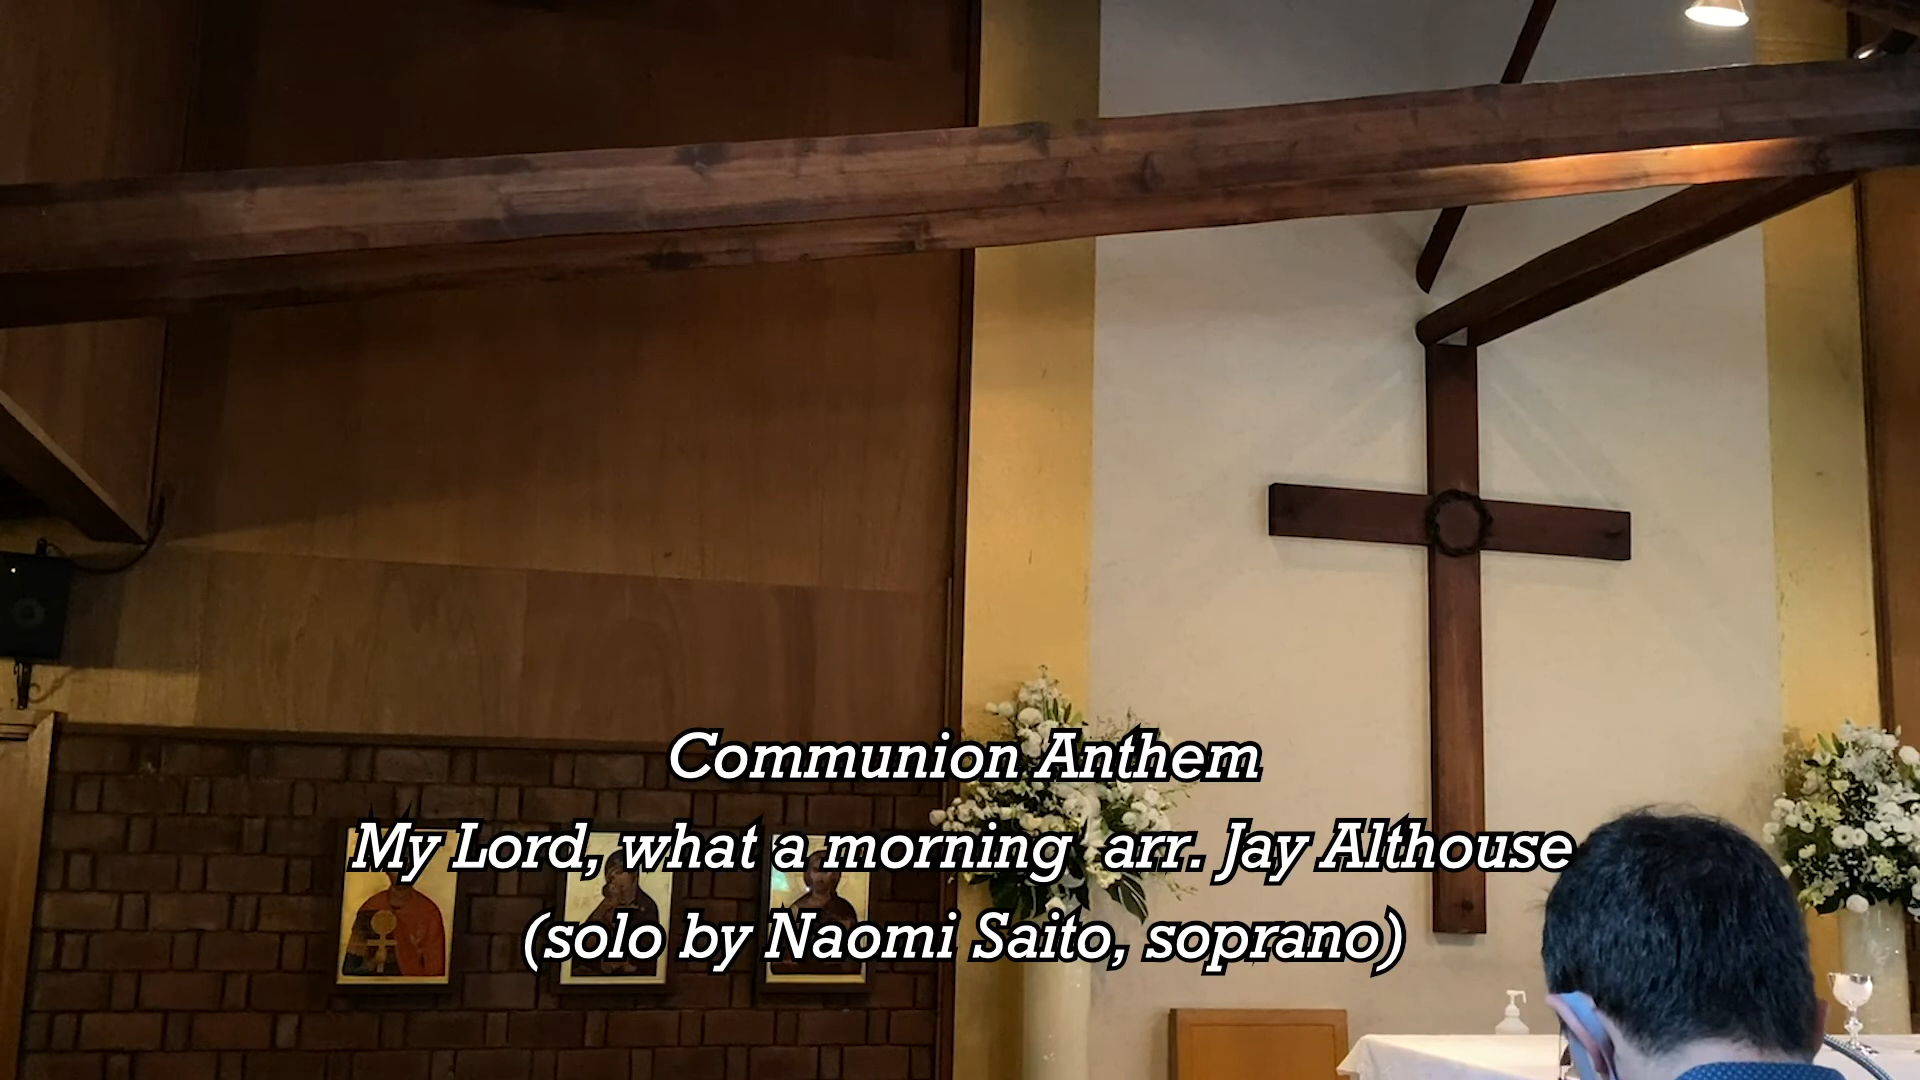 Communion Anthem
My Lord, what a morning  arr. Jay Althouse
(solo by Naomi Saito, soprano)